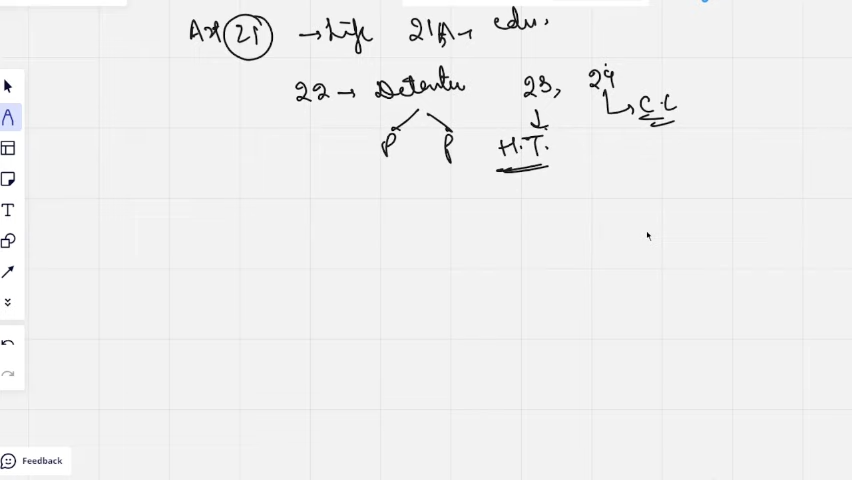 Art 21 → Life 21A → edu.
22 → Detention 23, 24
↳ C.L
P P H.T.
T
Feedback